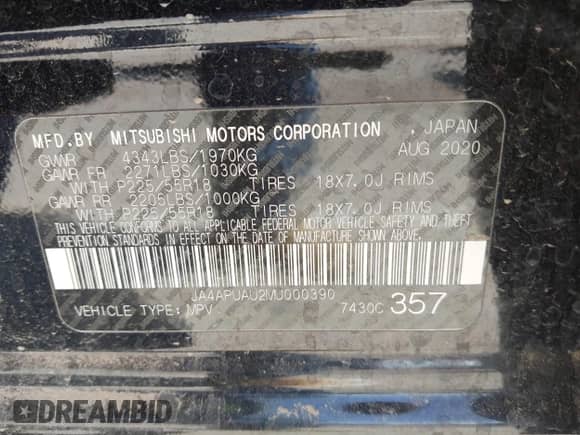 MFD.BY MITSUBISHI MOTORS CORPORATION , JAPAN
GVWR 4343LBS/1970KG AUG 2020
GAWR FR 2271LBS/1030KG
WITH P225/55R18 TIRES 18X7.0J RIMS
GAWR RR 2206LBS/1000KG
WITH P225/55R18 TIRES 18X7.0J RIMS
THIS VEHICLE CONFORMS TO ALL APPLICABLE FEDERAL MOTOR VEHICLE SAFETY AND THEFT PREVENTION
STANDARDS IN EFFECT ON THE DATE OF MANUFACTURE SHOWN ABOVE.
JA4APUAU2MU000390
VEHICLE TYPE: MPV 7430C 357
DREAMBID